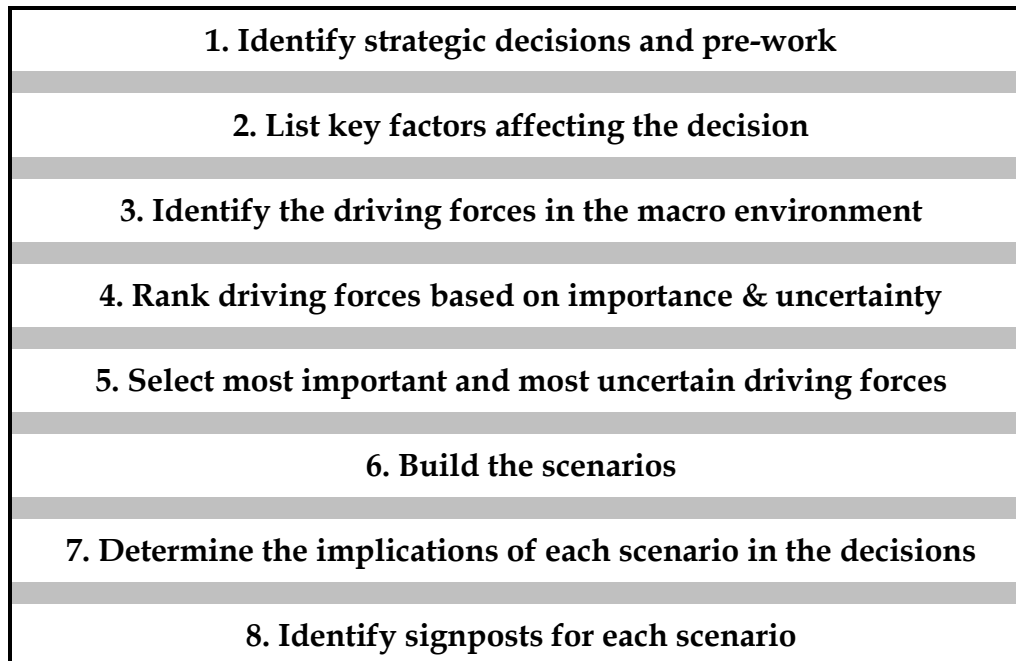 1. Identify strategic decisions and pre-work
2. List key factors affecting the decision
3. Identify the driving forces in the macro environment
4. Rank driving forces based on importance & uncertainty
5. Select most important and most uncertain driving forces
6. Build the scenarios
7. Determine the implications of each scenario in the decisions
8. Identify signposts for each scenario